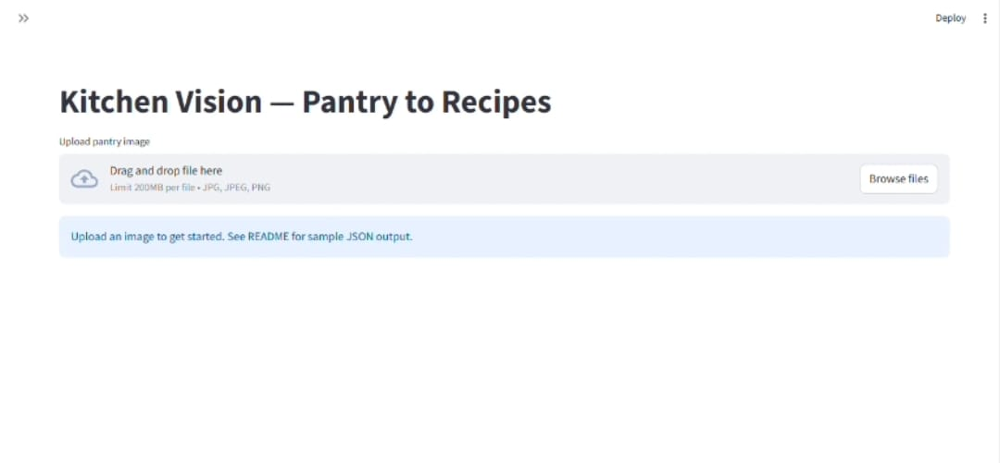 Deploy
Kitchen Vision — Pantry to Recipes
Upload pantry image
Drag and drop file here
Limit 200MB per file • JPG, JPEG, PNG
Browse files
Upload an image to get started. See README for sample JSON output.